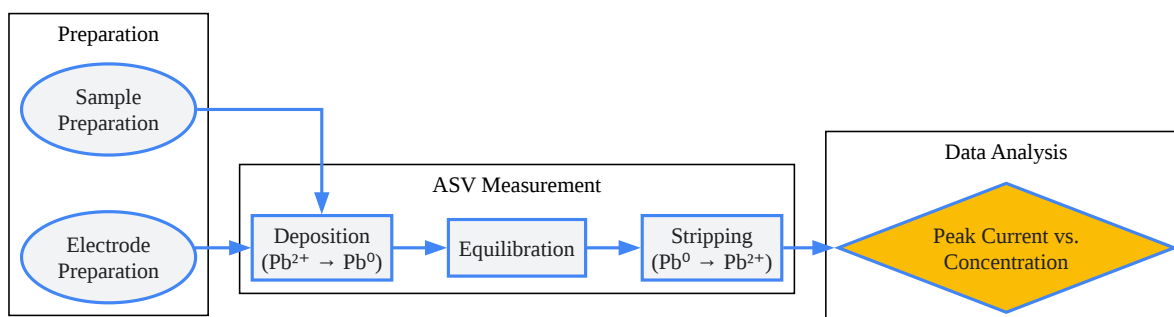 Preparation
Sample
Preparation
Electrode
Preparation
ASV Measurement
Deposition
(Pb²⁺ → Pb⁰)
Equilibration
Stripping
(Pb⁰ → Pb²⁺)
Data Analysis
Peak Current vs.
Concentration